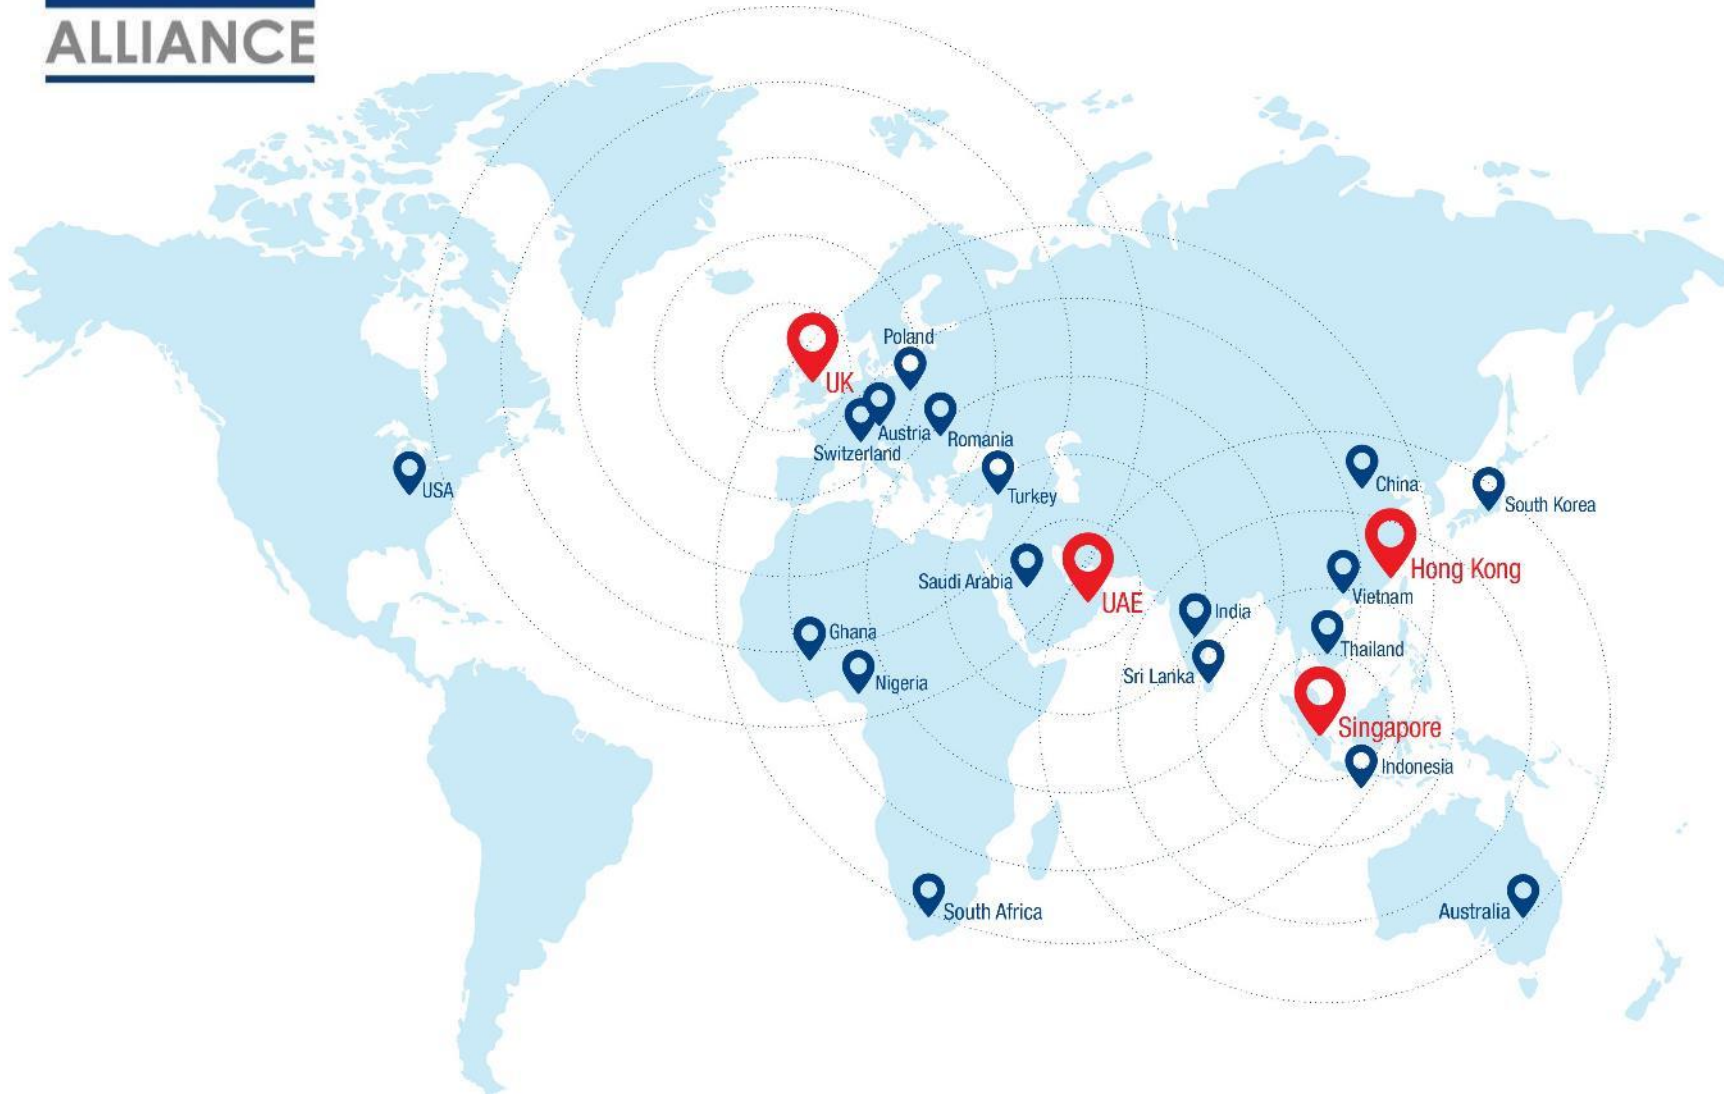 ALLIANCE
Poland
UK
Austria
Romania
Switzerland
USA
Turkey
China
South Korea
Saudi Arabia
UAE
Hong Kong
Vietnam
India
Ghana
Thailand
Sri Lanka
Nigeria
Singapore
Indonesia
South Africa
Australia